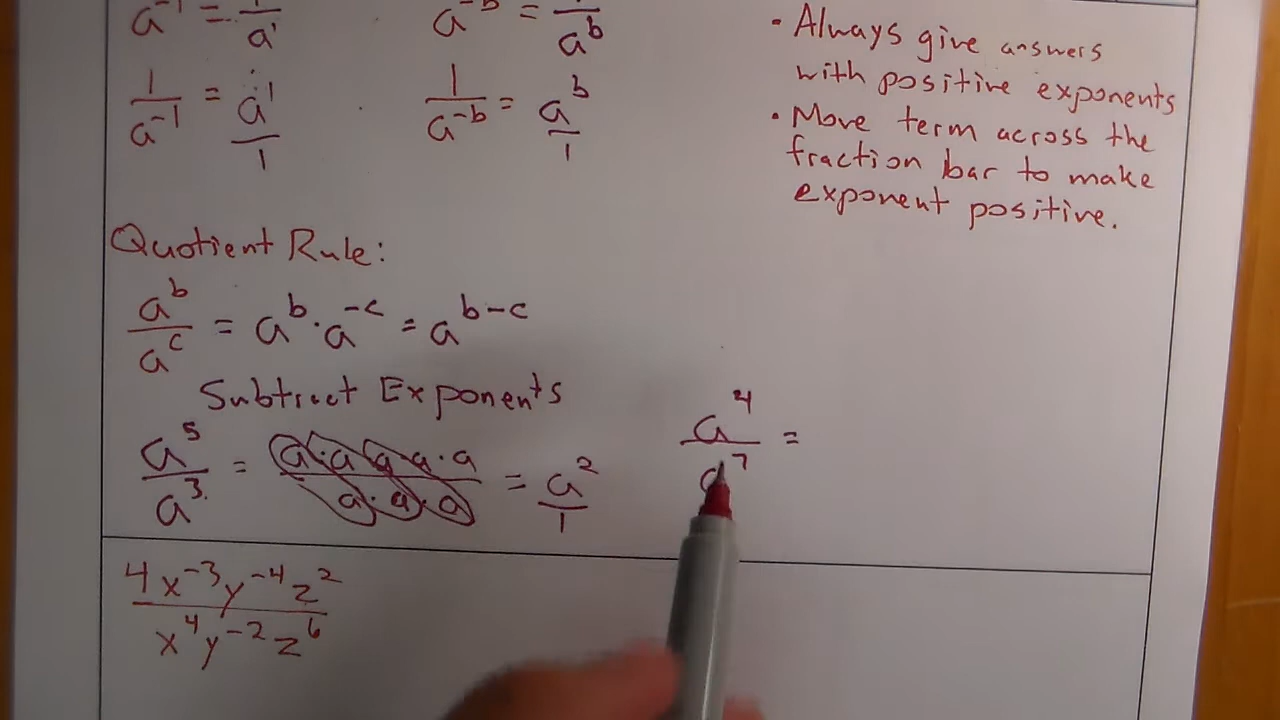 a⁻¹ = 1/a¹
a⁻ᵇ = 1/aᵇ
1/a⁻¹ = a¹/1
1/a⁻ᵇ = aᵇ/1
• Always give answers
with positive exponents
• Move term across the
fraction bar to make
exponent positive.
Quotient Rule:
aᵇ/aᶜ = aᵇ · a⁻ᶜ = aᵇ⁻ᶜ
Subtract Exponents
a⁵/a³ = a·a·a·a·a/a·a·a = a²/1
a⁴/a⁷ =
4x⁻³y⁻⁴z²/x⁴y⁻²z⁶